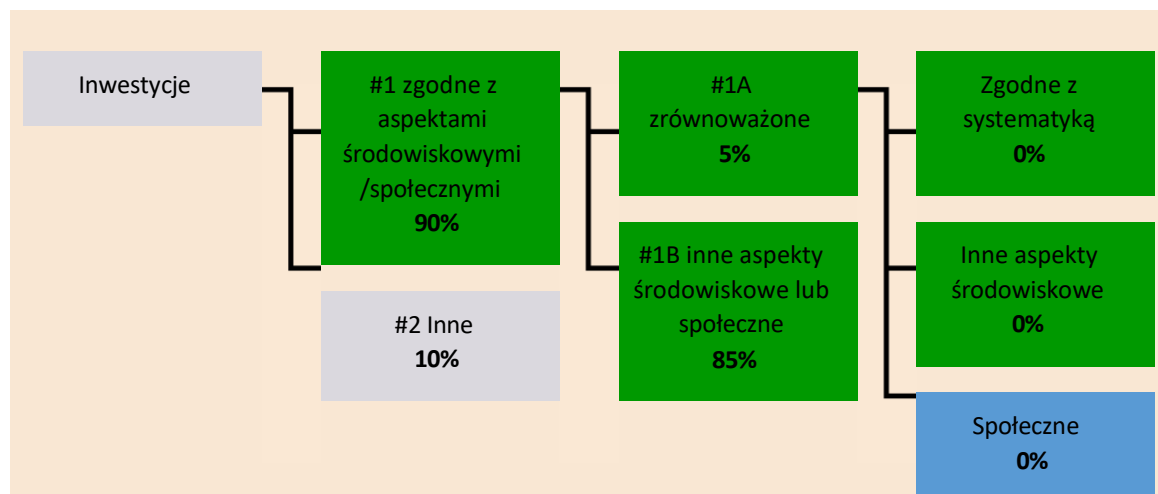 Inwestycje
#1 zgodne z
aspektami
środowiskowymi
/społecznymi
90%
#2 Inne
10%
#1A
zrównoważone
5%
#1B inne aspekty
środowiskowe lub
społeczne
85%
Zgodne z
systematyką
0%
Inne aspekty
środowiskowe
0%
Społeczne
0%